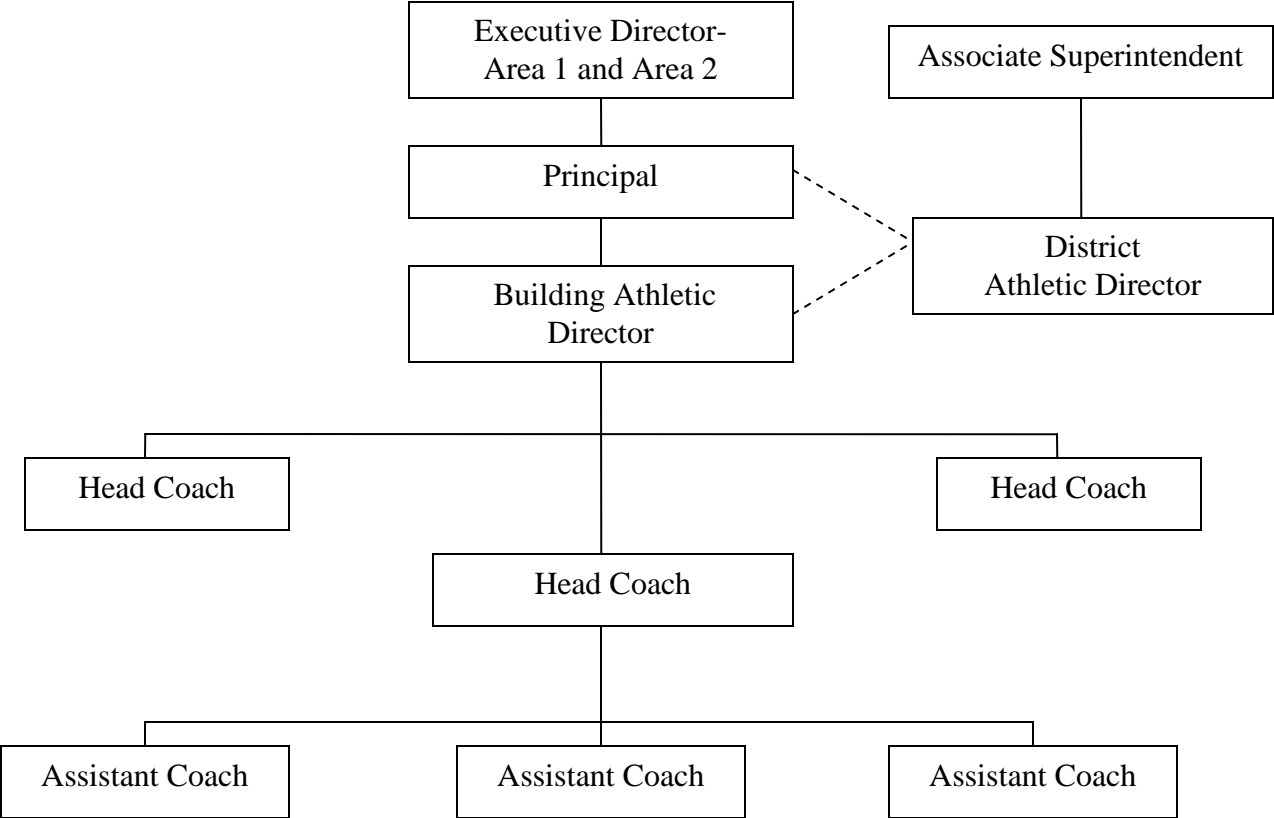 Executive Director-
Area 1 and Area 2
Associate Superintendent
Principal
District
Athletic Director
Building Athletic
Director
Head Coach
Head Coach
Head Coach
Assistant Coach
Assistant Coach
Assistant Coach